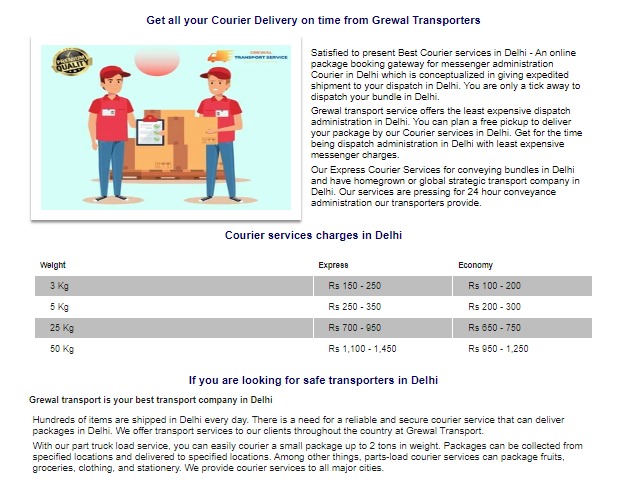 Get all your Courier Delivery on time from Grewal Transporters
PREMIUM
QUALITY
GREWAL
TRANSPORT SERVICE
Satisfied to present Best Courier services in Delhi - An online
package booking gateway for messenger administration
Courier in Delhi which is conceptualized in giving expedited
shipment to your dispatch in Delhi. You are only a tick away to
dispatch your bundle in Delhi.
Grewal transport service offers the least expensive dispatch
administration in Delhi. You can plan a free pickup to deliver
your package by our Courier services in Delhi. Get for the time
being dispatch administration in Delhi with least expensive
messenger charges.
Our Express Courier Services for conveying bundles in Delhi
and have homegrown or global strategic transport company in
Delhi. Our services are pressing for 24 hour conveyance
administration our transporters provide.
Courier services charges in Delhi
Weight Express Economy
3 Kg Rs 150 - 250 Rs 100 - 200
5 Kg Rs 250 - 350 Rs 200 - 300
25 Kg Rs 700 - 950 Rs 650 - 750
50 Kg Rs 1,100 - 1,450 Rs 950 - 1,250
If you are looking for safe transporters in Delhi
Grewal transport is your best transport company in Delhi
Hundreds of items are shipped in Delhi every day. There is a need for a reliable and secure courier service that can deliver
packages in Delhi. We offer transport services to our clients throughout the country at Grewal Transport.
With our part truck load service, you can easily courier a small package up to 2 tons in weight. Packages can be collected from
specified locations and delivered to specified locations. Among other things, parts-load courier services can package fruits,
groceries, clothing, and stationery. We provide courier services to all major cities.